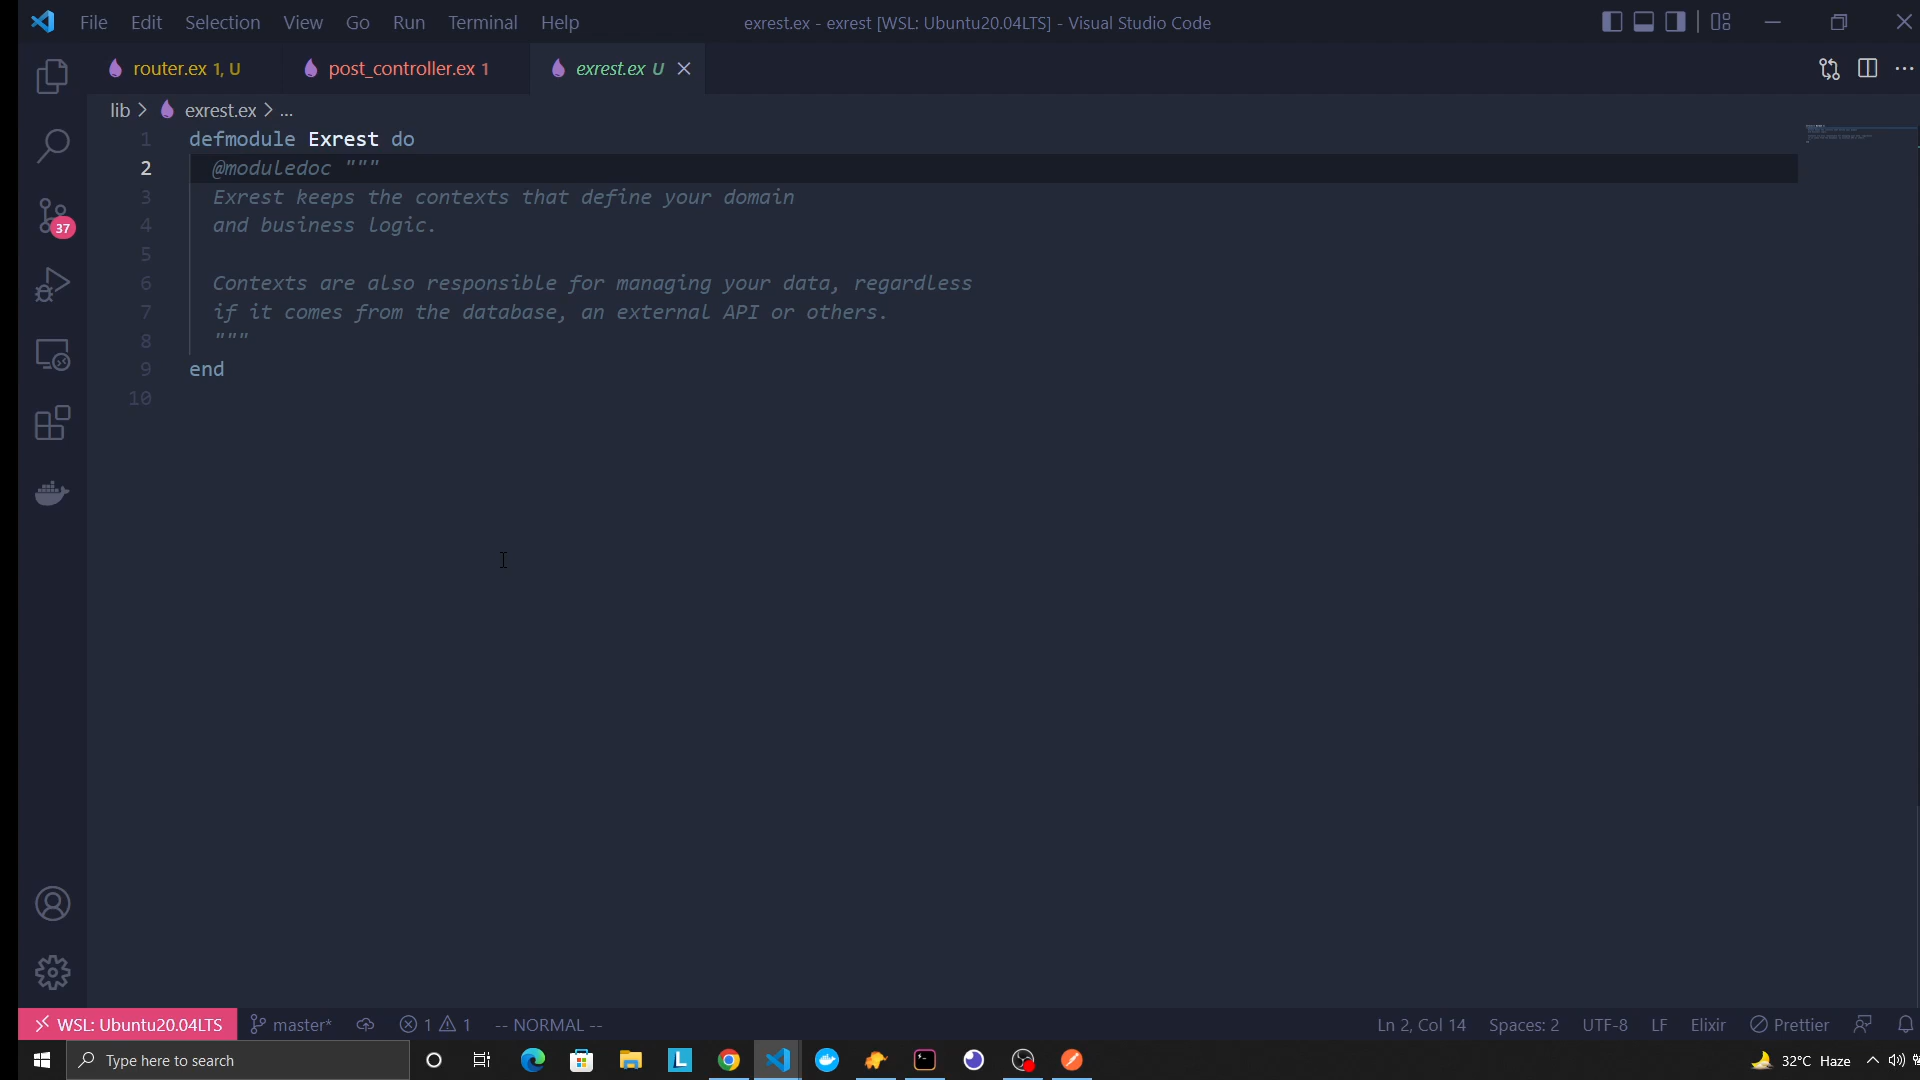 File Edit Selection View Go Run Terminal Help exrest.ex - exrest [WSL: Ubuntu20.04LTS] - Visual Studio Code
router.ex 1, U post_controller.ex 1 exrest.ex U
lib > exrest.ex > ...
1 defmodule Exrest do
2 @moduledoc """
3 Exrest keeps the contexts that define your domain
4 and business logic.
5
6 Contexts are also responsible for managing your data, regardless
7 if it comes from the database, an external API or others.
8 """
9 end
10
37
WSL: Ubuntu20.04LTS master* 1 1 -- NORMAL -- Ln 2, Col 14 Spaces: 2 UTF-8 LF Elixir Prettier
Type here to search L 32°C Haze